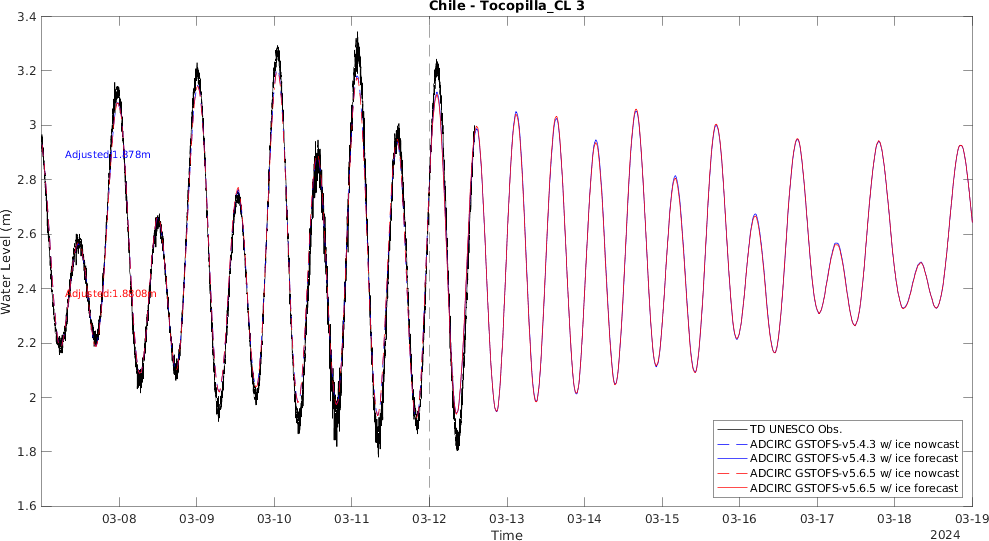 Chile - Tocopilla_CL 3
3.4
3.2
3
2.8
2.6
2.4
2.2
2
1.8
1.6
Water Level (m)
Adjusted:1.878m
Adjusted:1.8808m
TD UNESCO Obs.
ADCIRC GSTOFS-v5.4.3 w/ ice nowcast
ADCIRC GSTOFS-v5.4.3 w/ ice forecast
ADCIRC GSTOFS-v5.6.5 w/ ice nowcast
ADCIRC GSTOFS-v5.6.5 w/ ice forecast
03-08 03-09 03-10 03-11 03-12 03-13 03-14 03-15 03-16 03-17 03-18 03-19
Time
2024